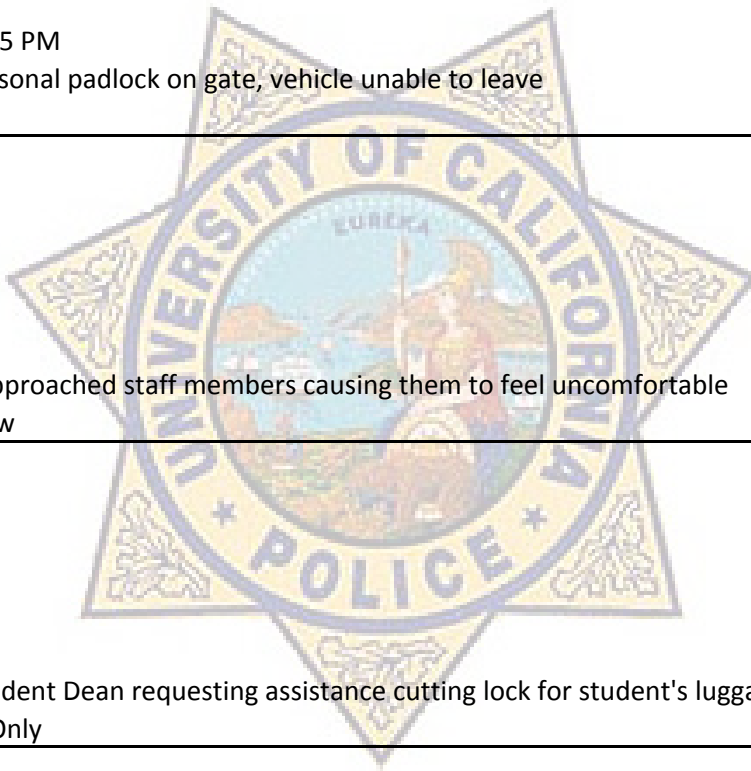 5 PM
sonal padlock on gate, vehicle unable to leave
UNIVERSITY OF CALIFORNIA
EUREKA
pproached staff members causing them to feel uncomfortable
w
POLICE
dent Dean requesting assistance cutting lock for student's lugga
Only